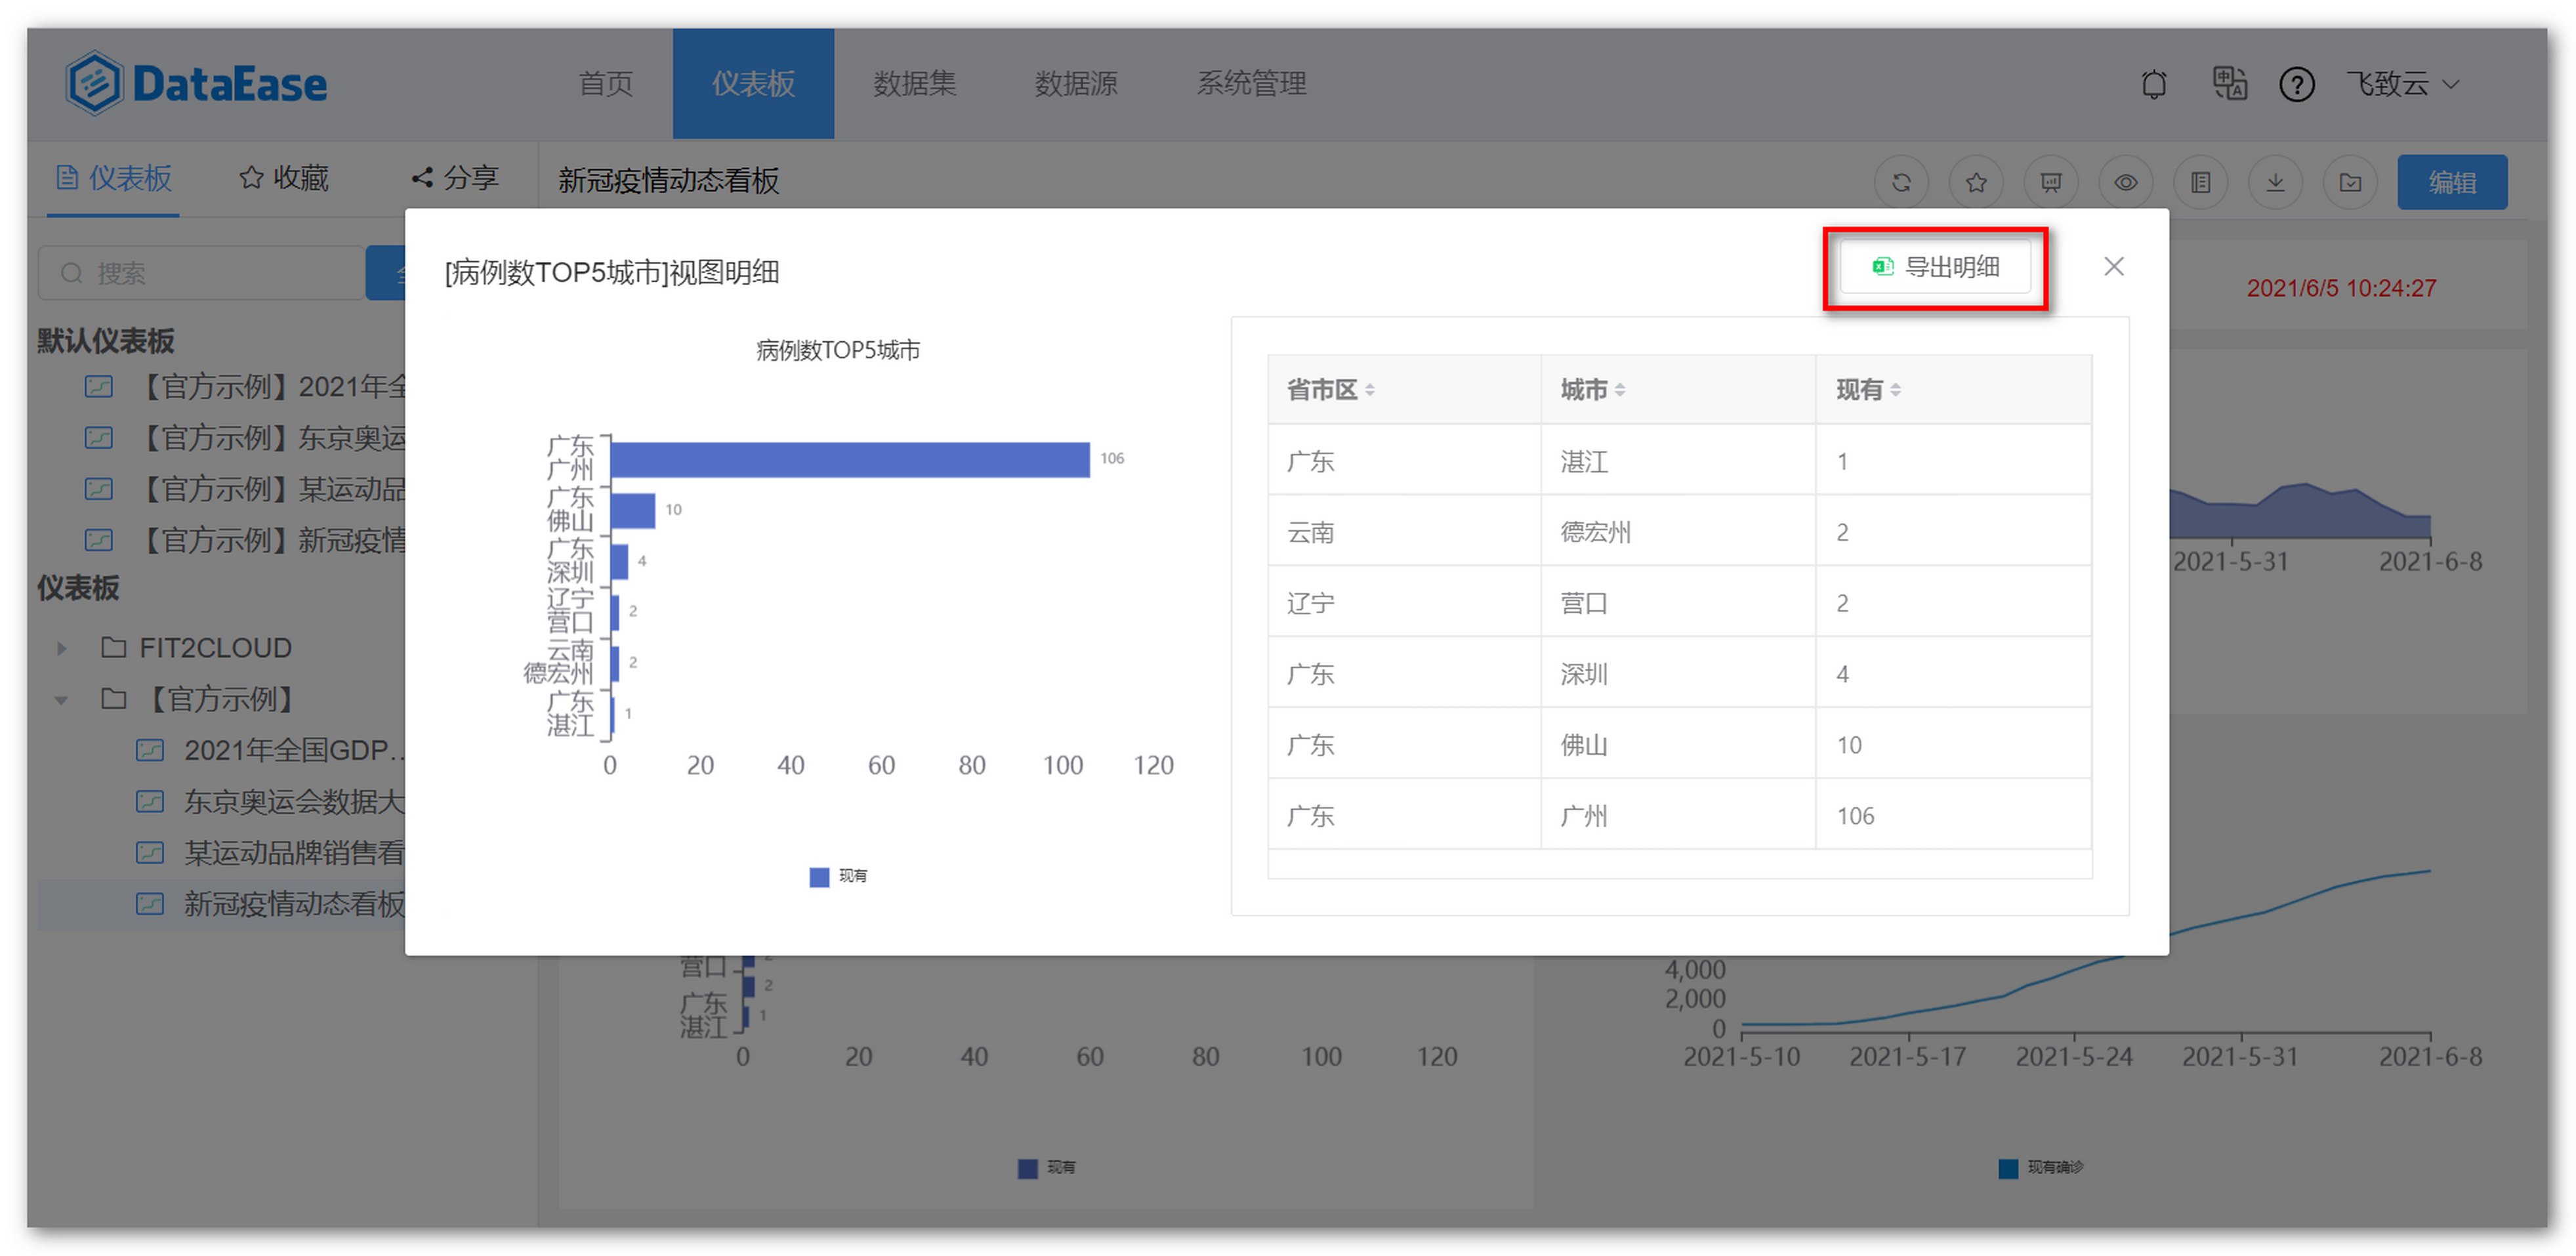 DataEase
首页 仪表板 数据集 数据源 系统管理
飞致云
仪表板 收藏 分享
新冠疫情动态看板
编辑
搜索
[病例数TOP5城市]视图明细
导出明细
2021/6/5 10:24:27
默认仪表板
【官方示例】2021年全
【官方示例】东京奥运
【官方示例】某运动品
【官方示例】新冠疫情
仪表板
FIT2CLOUD
【官方示例】
2021年全国GDP...
东京奥运会数据大
某运动品牌销售看
新冠疫情动态看板
病例数TOP5城市
广东
广州
106
广东
佛山
10
广东
深圳
4
辽宁
营口
2
云南
德宏州
2
广东
湛江
1
0 20 40 60 80 100 120
现有
省市区 城市 现有
广东 湛江 1
云南 德宏州 2
辽宁 营口 2
广东 深圳 4
广东 佛山 10
广东 广州 106
2021-5-31 2021-6-8
营口
2
广东
湛江
1
0 20 40 60 80 100 120
现有
4,000
2,000
0
2021-5-10 2021-5-17 2021-5-24 2021-5-31 2021-6-8
现有确诊